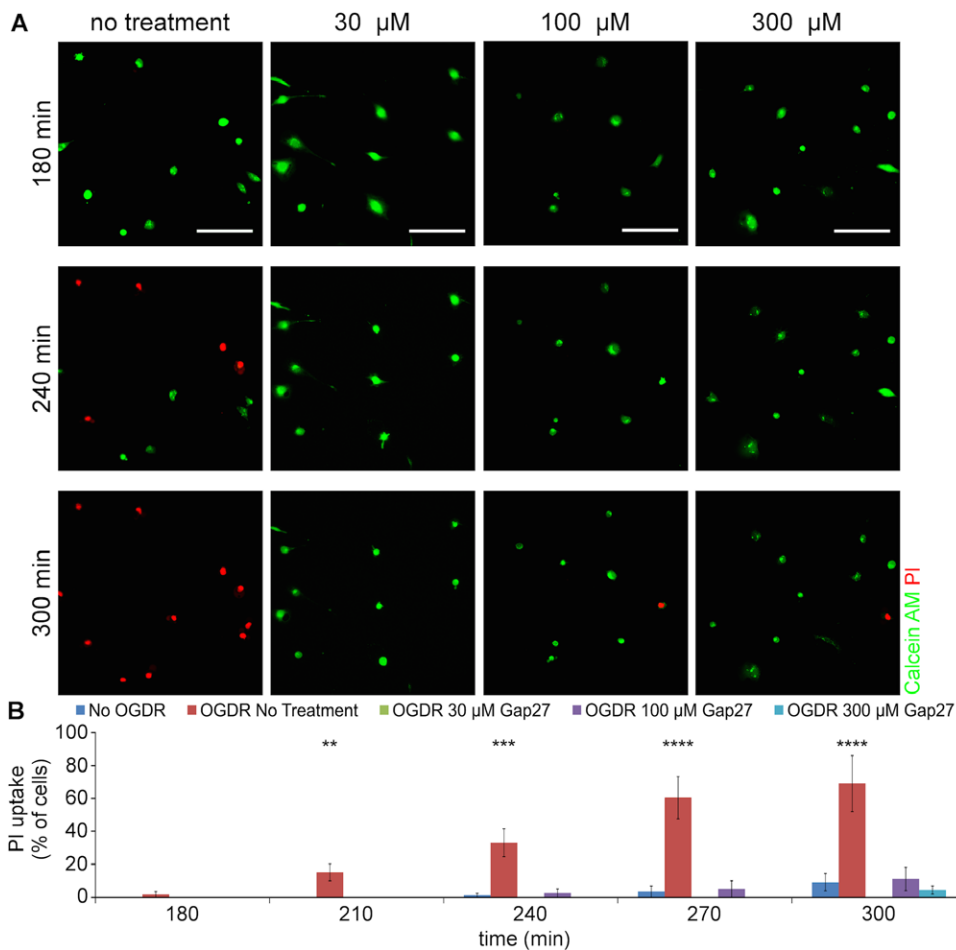 A
no treatment 30 µM 100 µM 300 µM
180 min
240 min
300 min
Calcein AM PI
B
No OGDR OGDR No Treatment OGDR 30 µM Gap27 OGDR 100 µM Gap27 OGDR 300 µM Gap27
PI uptake
(% of cells)
100
80
60
40
20
0
** *** **** ****
180 210 240 270 300
time (min)